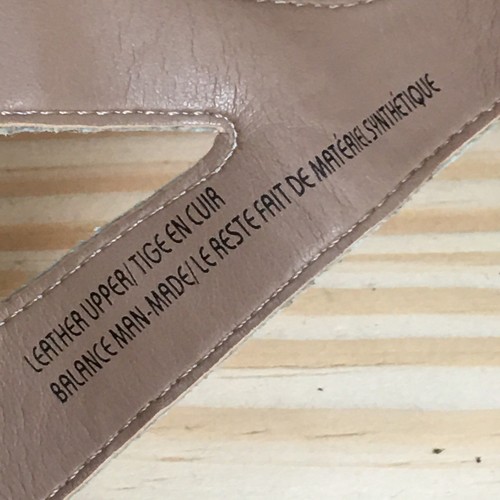 LEATHER UPPER/ TIGE EN CUIR
BALANCE MAN-MADE/ LE RESTE FAIT DE MATÉRIEL SYNTHÉTIQUE